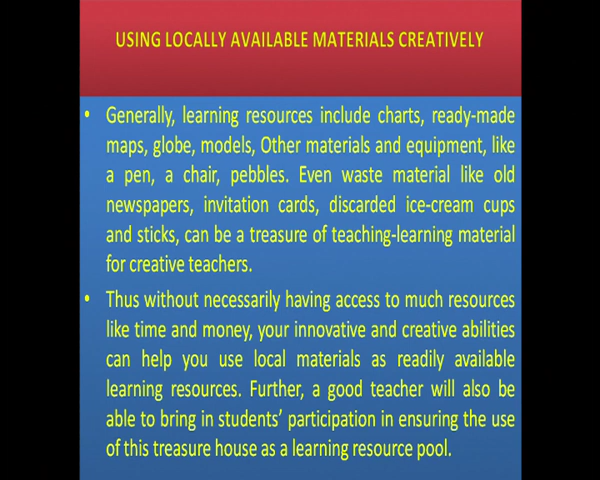 USING LOCALLY AVAILABLE MATERIALS CREATIVELY
• Generally, learning resources include charts, ready-made
maps, globe, models, Other materials and equipment, like
a pen, a chair, pebbles. Even waste material like old
newspapers, invitation cards, discarded ice-cream cups
and sticks, can be a treasure of teaching-learning material
for creative teachers.
• Thus without necessarily having access to much resources
like time and money, your innovative and creative abilities
can help you use local materials as readily available
learning resources. Further, a good teacher will also be
able to bring in students’ participation in ensuring the use
of this treasure house as a learning resource pool.